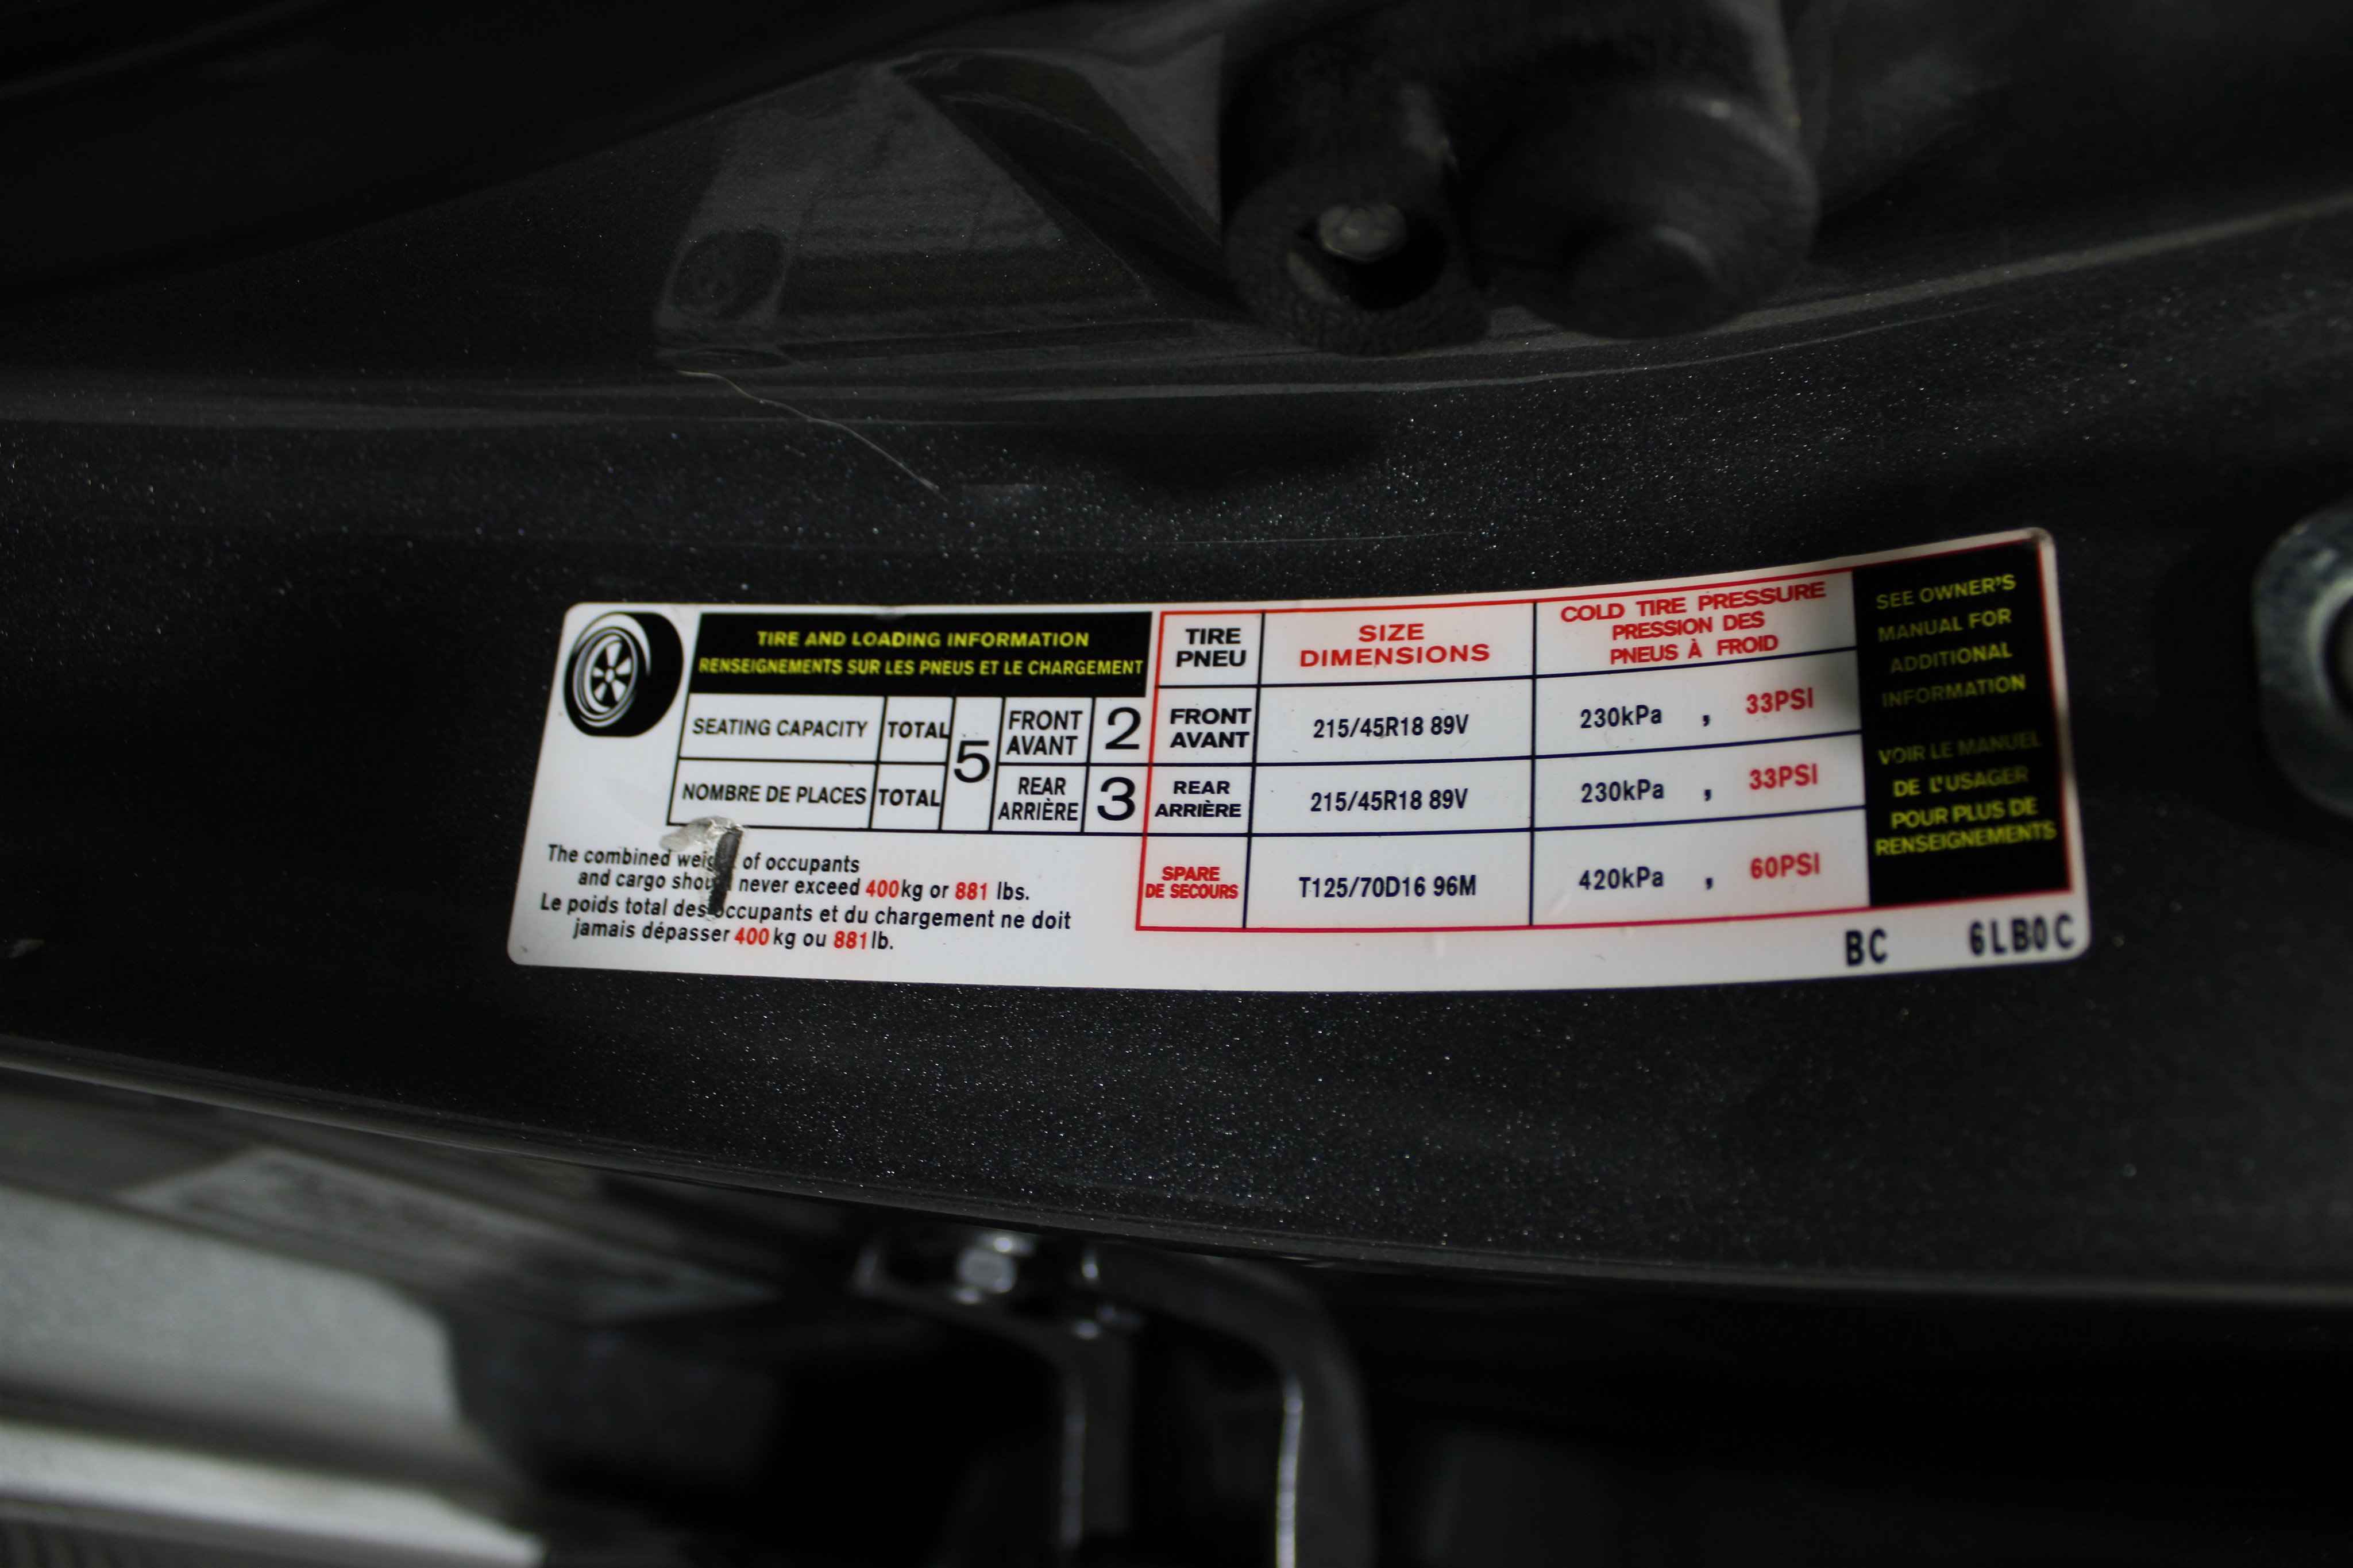 TIRE AND LOADING INFORMATION
RENSEIGNEMENTS SUR LES PNEUS ET LE CHARGEMENT
SEATING CAPACITY TOTAL 5 FRONT AVANT 2
NOMBRE DE PLACES TOTAL REAR ARRIÈRE 3
The combined of occupants
and cargo never exceed 400kg or 881 lbs.
Le poids total des occupants et du chargement ne doit
jamais dépasser 400kg ou 881lb.
TIRE PNEU SIZE DIMENSIONS COLD TIRE PRESSURE PRESSION DES PNEUS À FROID
FRONT AVANT 215/45R18 89V 230kPa , 33PSI
REAR ARRIÈRE 215/45R18 89V 230kPa , 33PSI
SPARE DE SECOURS T125/70D16 96M 420kPa , 60PSI
SEE OWNER'S
MANUAL FOR
ADDITIONAL
INFORMATION
VOIR LE MANUEL
DE L'USAGER
POUR PLUS DE
RENSEIGNEMENTS
BC 6LB0C